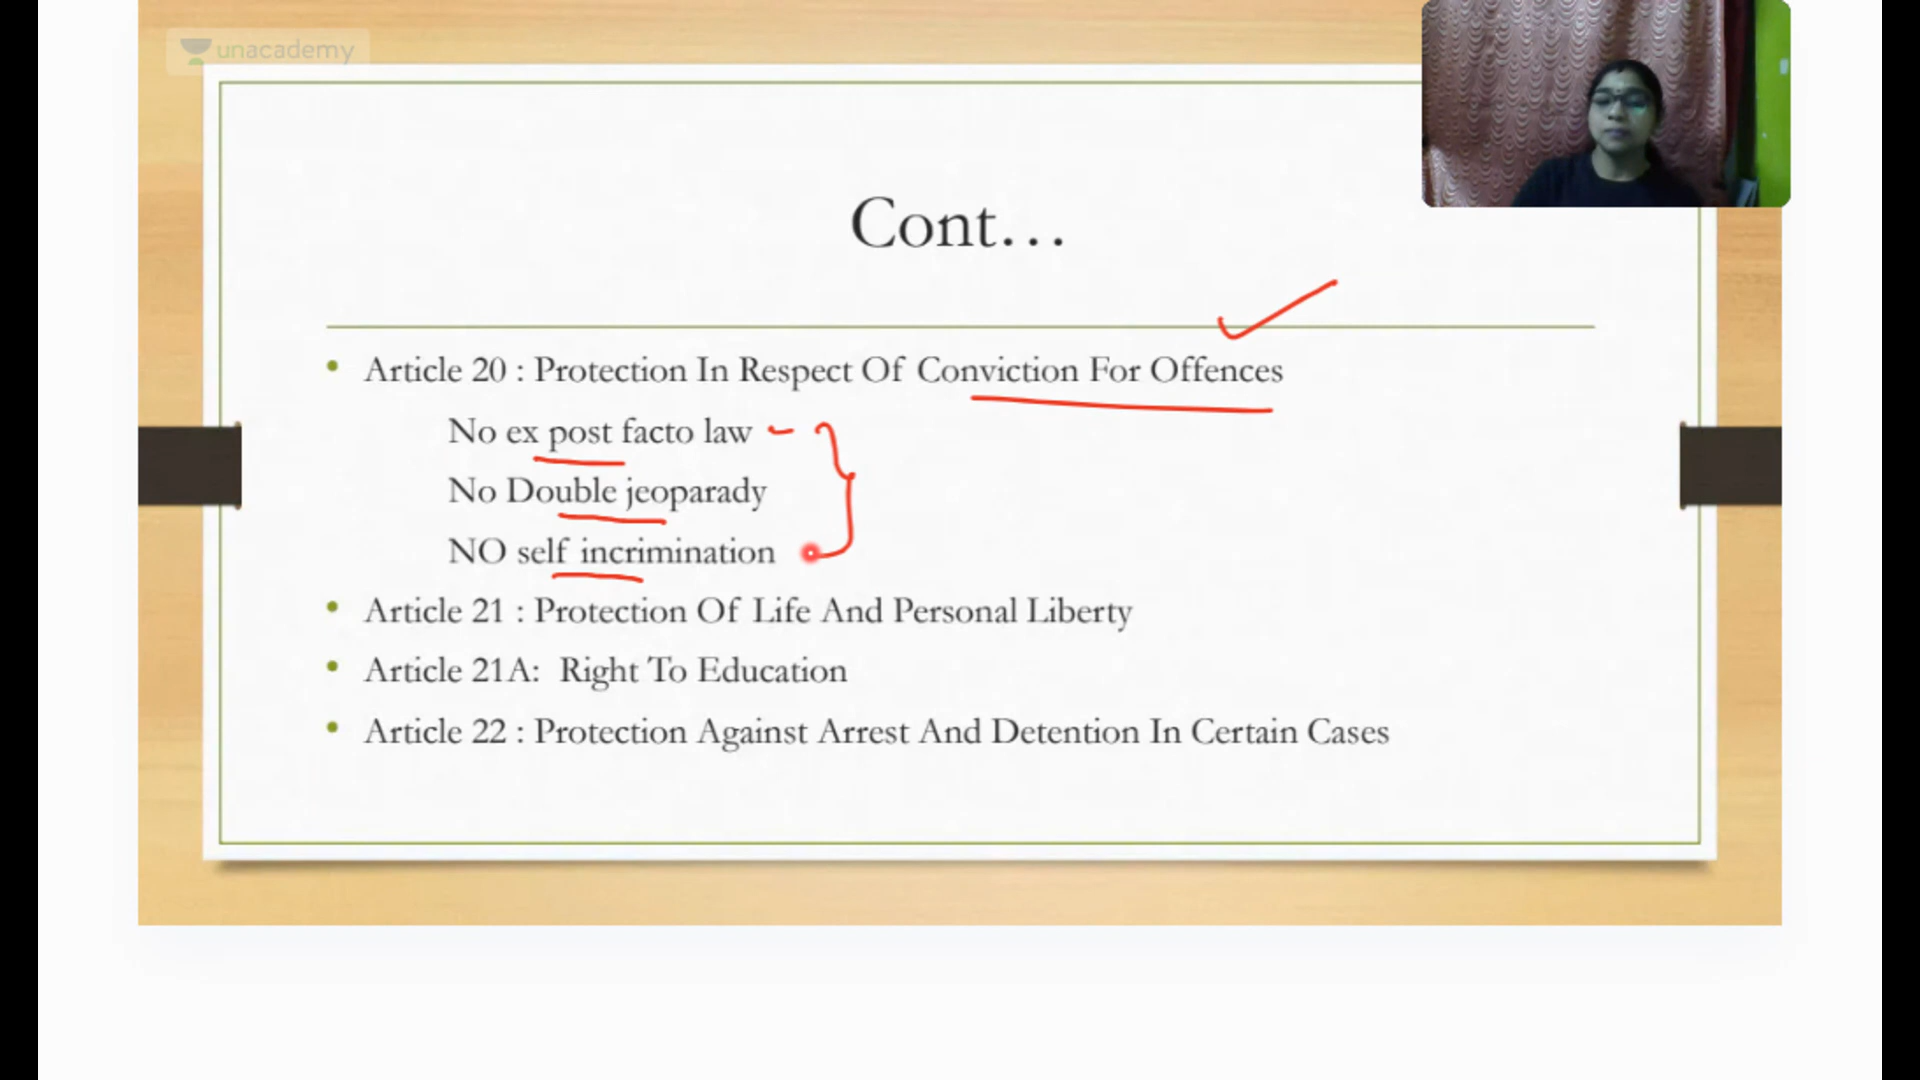 unacademy
Cont…
• Article 20 : Protection In Respect Of Conviction For Offences
No ex post facto law
No Double jeoparady
NO self incrimination
• Article 21 : Protection Of Life And Personal Liberty
• Article 21A: Right To Education
• Article 22 : Protection Against Arrest And Detention In Certain Cases